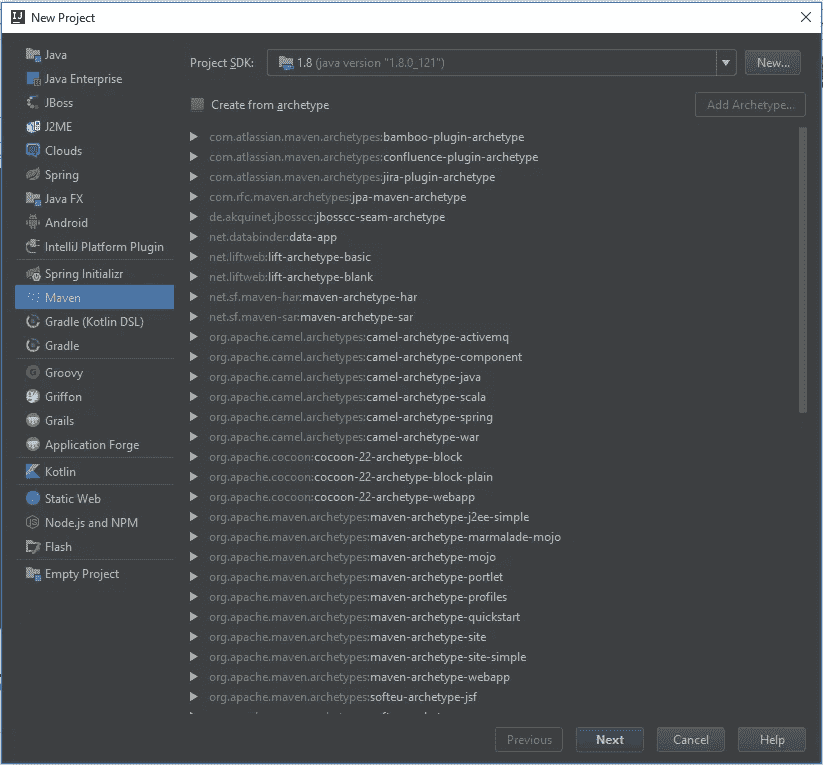 New Project
Java
Java Enterprise
JBoss
J2ME
Clouds
Spring
Java FX
Android
IntelliJ Platform Plugin
Spring Initializr
Maven
Gradle (Kotlin DSL)
Gradle
Groovy
Griffon
Grails
Application Forge
Kotlin
Static Web
Node.js and NPM
Flash
Empty Project
Project SDK: 1.8 (java version "1.8.0_121") New...
Create from archetype Add Archetype...
com.atlassian.maven.archetypes:bamboo-plugin-archetype
com.atlassian.maven.archetypes:confluence-plugin-archetype
com.atlassian.maven.archetypes:jira-plugin-archetype
com.rfc.maven.archetypes:jpa-maven-archetype
de.akquinet.jbosscc:jbosscc-seam-archetype
net.databinder:data-app
net.liftweb:lift-archetype-basic
net.liftweb:lift-archetype-blank
net.sf.maven-har:maven-archetype-har
net.sf.maven-sar:maven-archetype-sar
org.apache.camel.archetypes:camel-archetype-activemq
org.apache.camel.archetypes:camel-archetype-component
org.apache.camel.archetypes:camel-archetype-java
org.apache.camel.archetypes:camel-archetype-scala
org.apache.camel.archetypes:camel-archetype-spring
org.apache.camel.archetypes:camel-archetype-war
org.apache.cocoon:cocoon-22-archetype-block
org.apache.cocoon:cocoon-22-archetype-block-plain
org.apache.cocoon:cocoon-22-archetype-webapp
org.apache.maven.archetypes:maven-archetype-j2ee-simple
org.apache.maven.archetypes:maven-archetype-marmalade-mojo
org.apache.maven.archetypes:maven-archetype-mojo
org.apache.maven.archetypes:maven-archetype-portlet
org.apache.maven.archetypes:maven-archetype-profiles
org.apache.maven.archetypes:maven-archetype-quickstart
org.apache.maven.archetypes:maven-archetype-site
org.apache.maven.archetypes:maven-archetype-site-simple
org.apache.maven.archetypes:maven-archetype-webapp
org.apache.maven.archetypes:softeu-archetype-jsf
Previous Next Cancel Help